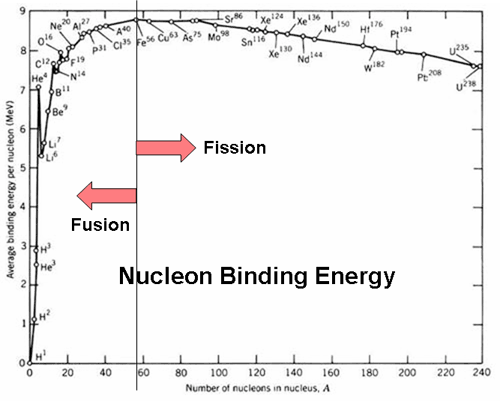 Average binding energy per nucleon (MeV)
9
8
7
6
5
4
3
2
1
0
H¹
H²
He³
H³
Li⁶
Li⁷
Be⁹
B¹¹
He⁴
C¹²
N¹⁴
O¹⁶
F¹⁹
Ne²⁰
Al²⁷
P³¹
Cl³⁵
A⁴⁰
Fe⁵⁶
Cu⁶³
As⁷⁵
Sr⁸⁶
Mo⁹⁸
Sn¹¹⁶
Xe¹²⁴
Xe¹³⁰
Xe¹³⁶
Nd¹⁴⁴
Nd¹⁵⁰
Hf¹⁷⁶
W¹⁸²
Pt¹⁹⁴
Pb²⁰⁸
U²³⁵
U²³⁸
Fission
Fusion
Nucleon Binding Energy
0 20 40 60 80 100 120 140 160 180 200 220 240
Number of nucleons in nucleus, A